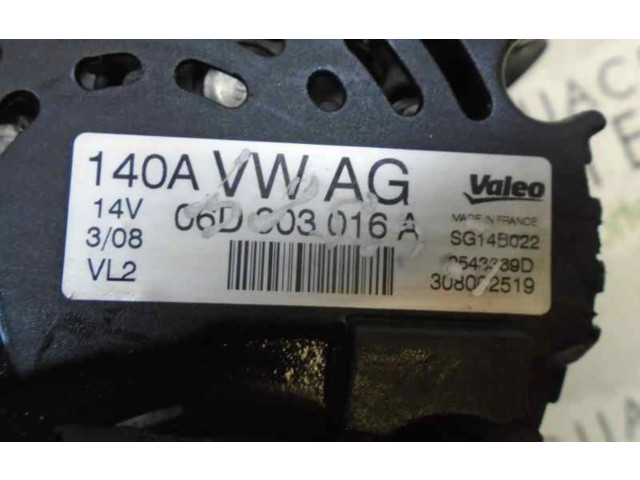 140A VW AG
14V
06D 903 016 A
3/08
VL2
Valeo
MADE IN FRANCE
SG14B022
308092519